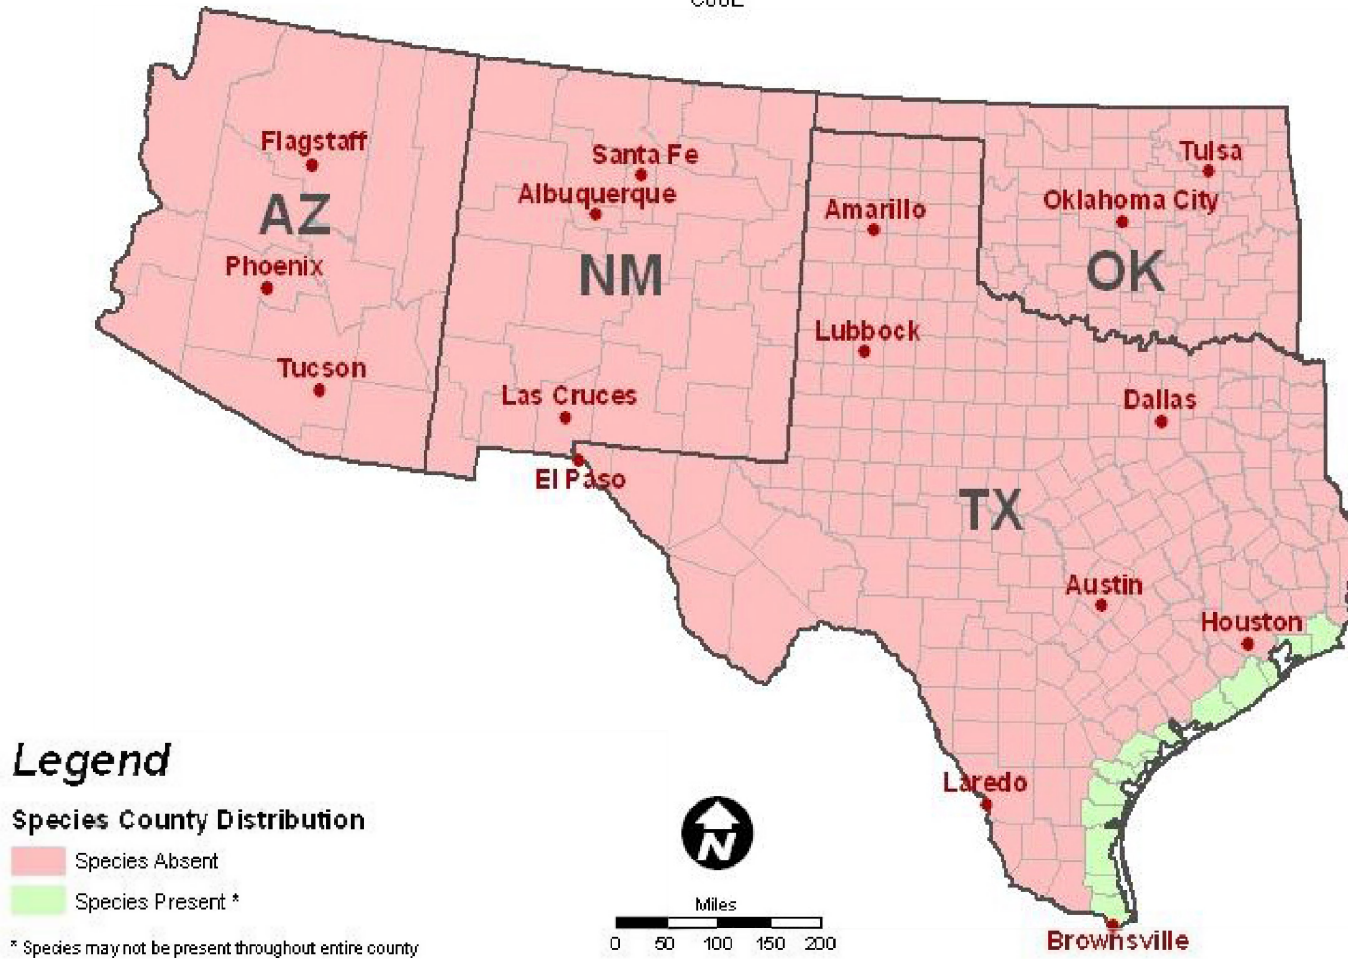 Flagstaff
Santa Fe
Tulsa
Albuquerque
Oklahoma City
AZ
Amarillo
Phoenix
NM
OK
Lubbock
Tucson
Las Cruces
Dallas
El Paso
TX
Austin
Houston
Legend
Laredo
Species County Distribution
Species Absent
Species Present *
Miles
N
0 50 100 150 200
Brownsville
* Species may not be present throughout entire county